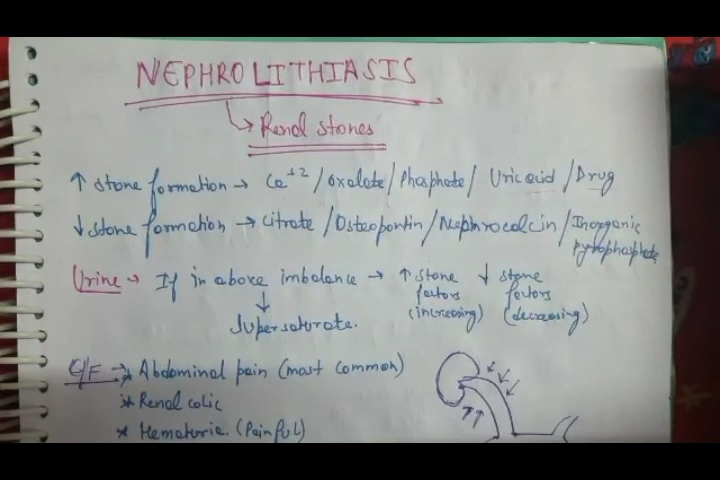 NEPHROLITHIASIS
↳ Renal stones
↑ stone formation → Ca⁺² / Oxalate / Phosphate / Uric acid / Drug
↓ stone formation → Citrate / Osteopontin / Nephrocalcin / Inorganic
Pyrophosphate
Urine → If in above imbalance → ↑ stone ↓ stone
↓ factors factors
(increasing) (decreasing)
Supersaturate.
C/F → * Abdominal pain (most common)
* Renal colic
* Hematuria. (Painful)